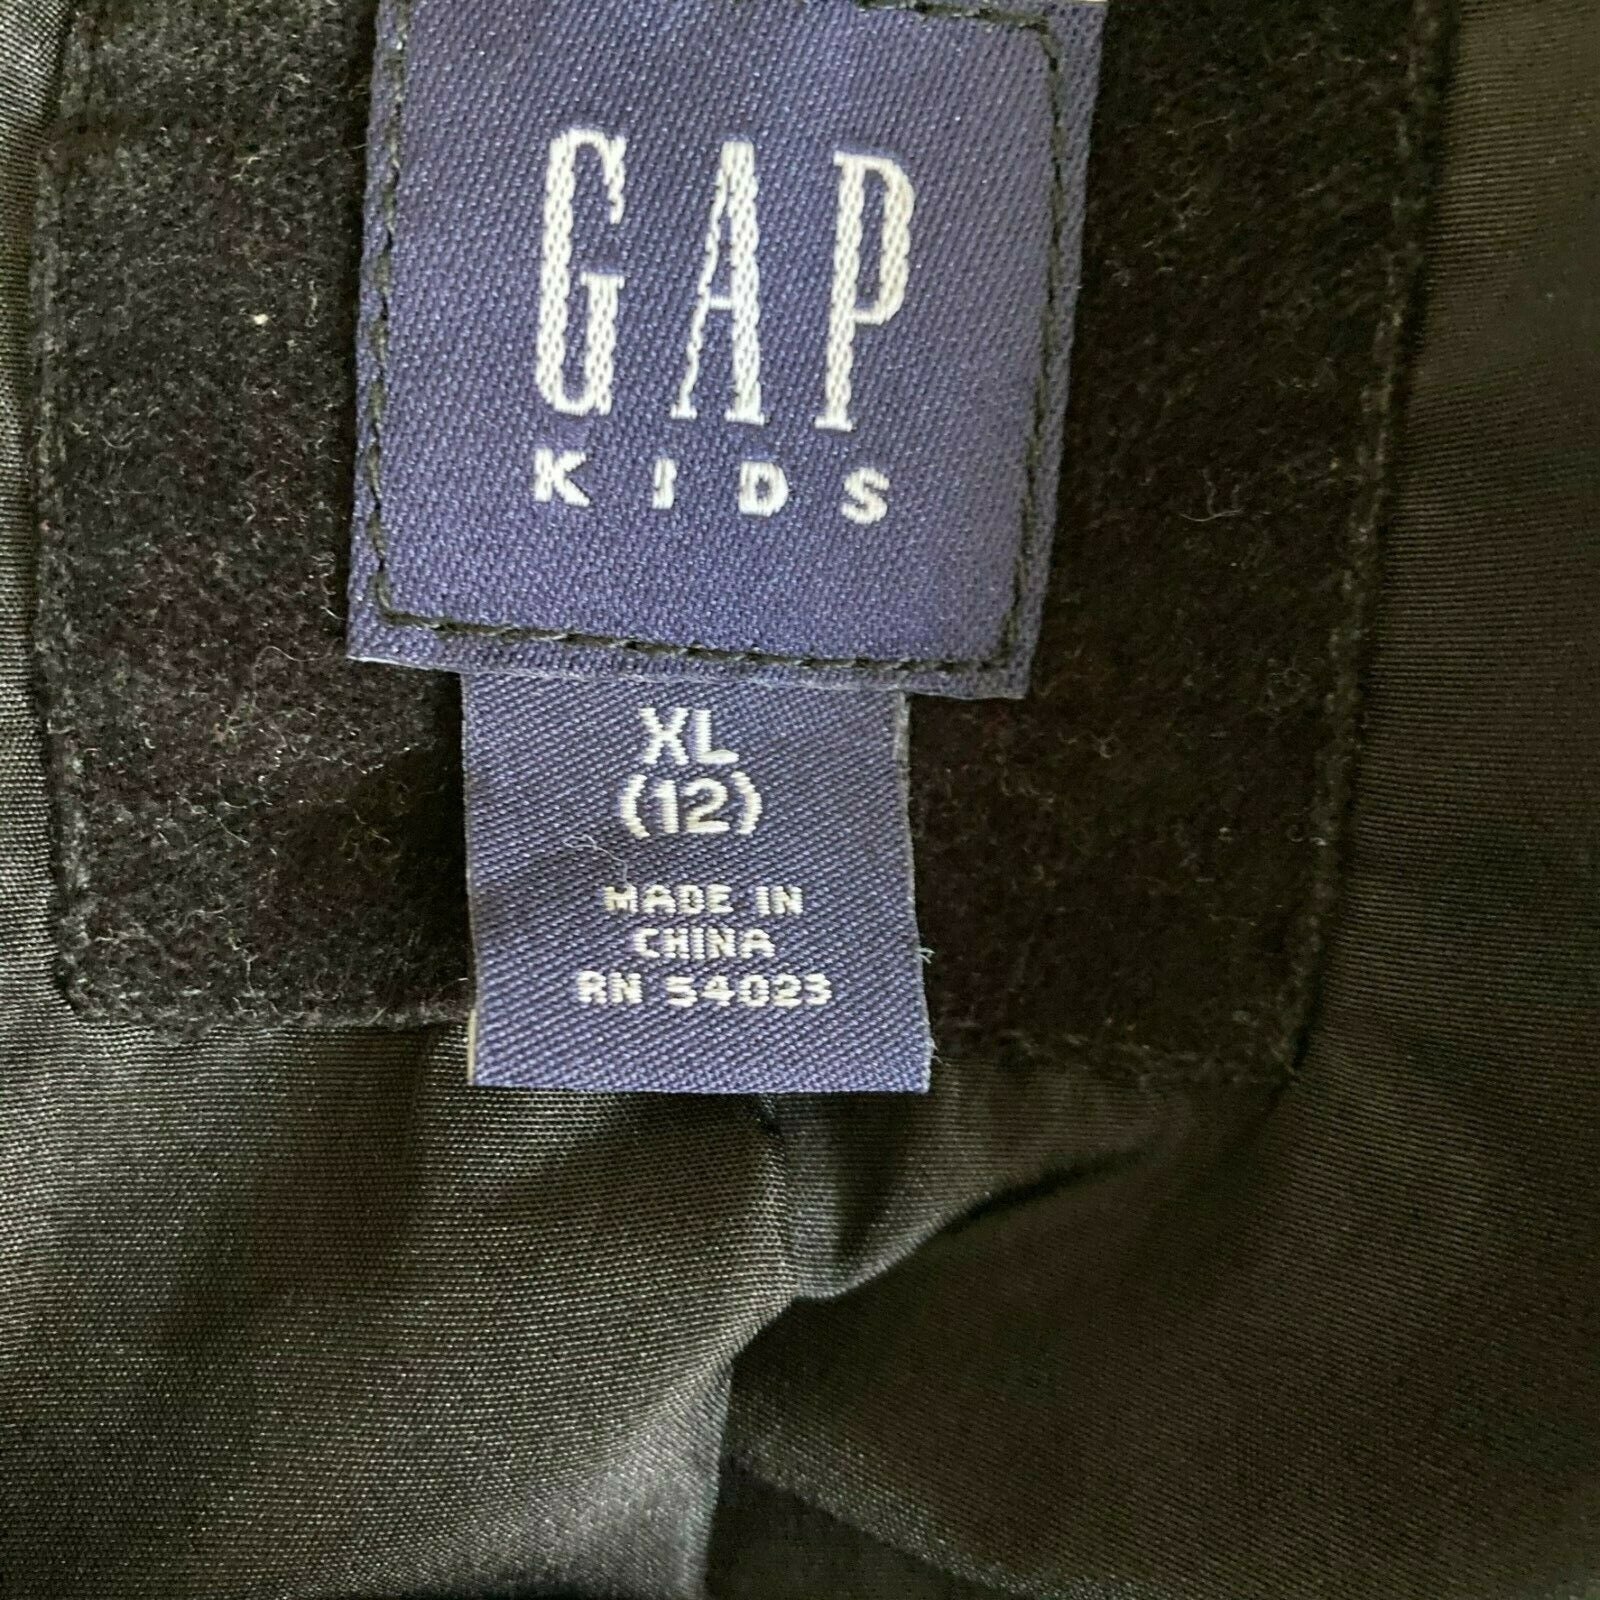 GAP
KIDS
XL
(12)
MADE IN
CHINA
RN 54023